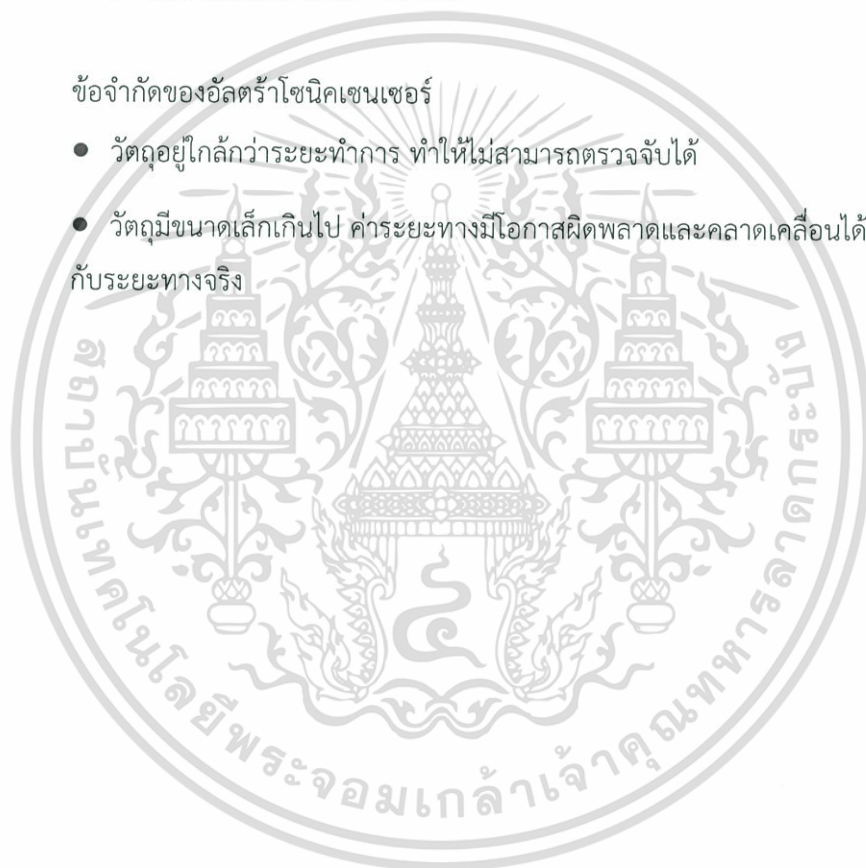 ข้อจำกัดของอัลตร้าโซนิคเซนเซอร์
● วัตถุอยู่ใกล้กว่าระยะทำการ ทำให้ไม่สามารถตรวจจับได้
● วัตถุมีขนาดเล็กเกินไป ค่าระยะทางมีโอกาสผิดพลาดและคลาดเคลื่อนได้
กับระยะทางจริง
สถาบันเทคโนโลยีพระจอมเกล้าเจ้าคุณทหารลาดกระบัง
๔